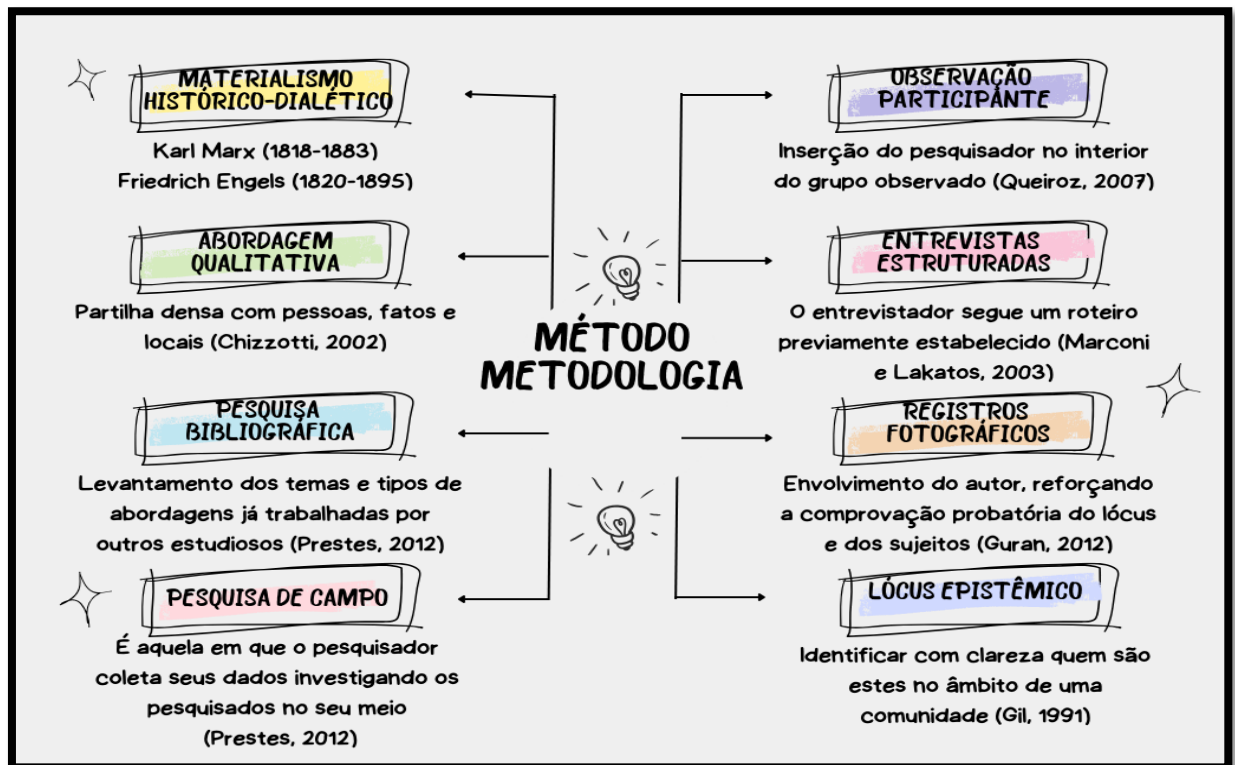 MATERIALISMO
HISTÓRICO-DIALÉTICO
Karl Marx (1818-1883)
Friedrich Engels (1820-1895)
ABORDAGEM
QUALITATIVA
Partilha densa com pessoas, fatos e
locais (Chizzotti, 2002)
PESQUISA
BIBLIOGRÁFICA
Levantamento dos temas e tipos de
abordagens já trabalhadas por
outros estudiosos (Prestes, 2012)
PESQUISA DE CAMPO
É aquela em que o pesquisador
coleta seus dados investigando os
pesquisados no seu meio
(Prestes, 2012)
MÉTODO
METODOLOGIA
OBSERVAÇÃO
PARTICIPANTE
Inserção do pesquisador no interior
do grupo observado (Queiroz, 2007)
ENTREVISTAS
ESTRUTURADAS
O entrevistador segue um roteiro
previamente estabelecido (Marconi
e Lakatos, 2003)
REGISTROS
FOTOGRÁFICOS
Envolvimento do autor, reforçando
a comprovação probatória do lócus
e dos sujeitos (Guran, 2012)
LÓCUS EPISTÊMICO
Identificar com clareza quem são
estes no âmbito de uma
comunidade (Gil, 1991)